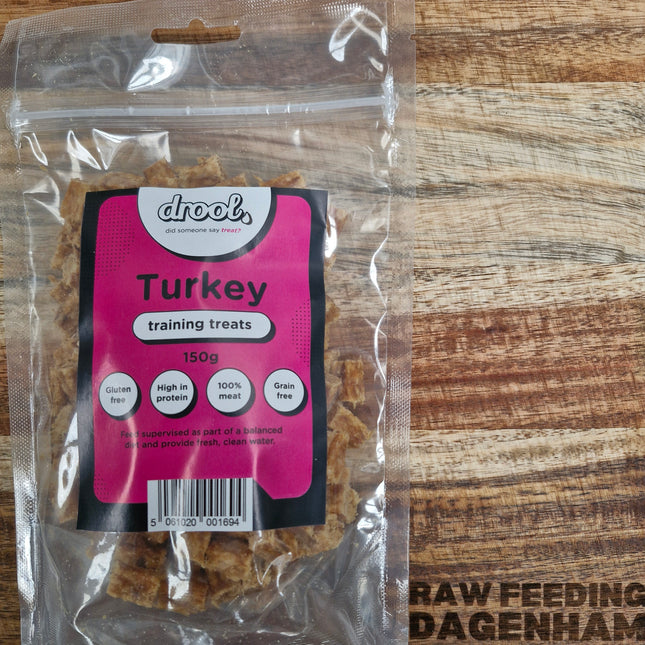 drool
did someone say treat?
Turkey
training treats
150g
Gluten
free
High in
protein
100%
meat
Grain
free
Feed supervised as part of a balanced
diet and provide fresh, clean water.
5 061020 001694
RAW FEEDING
DAGENHAM